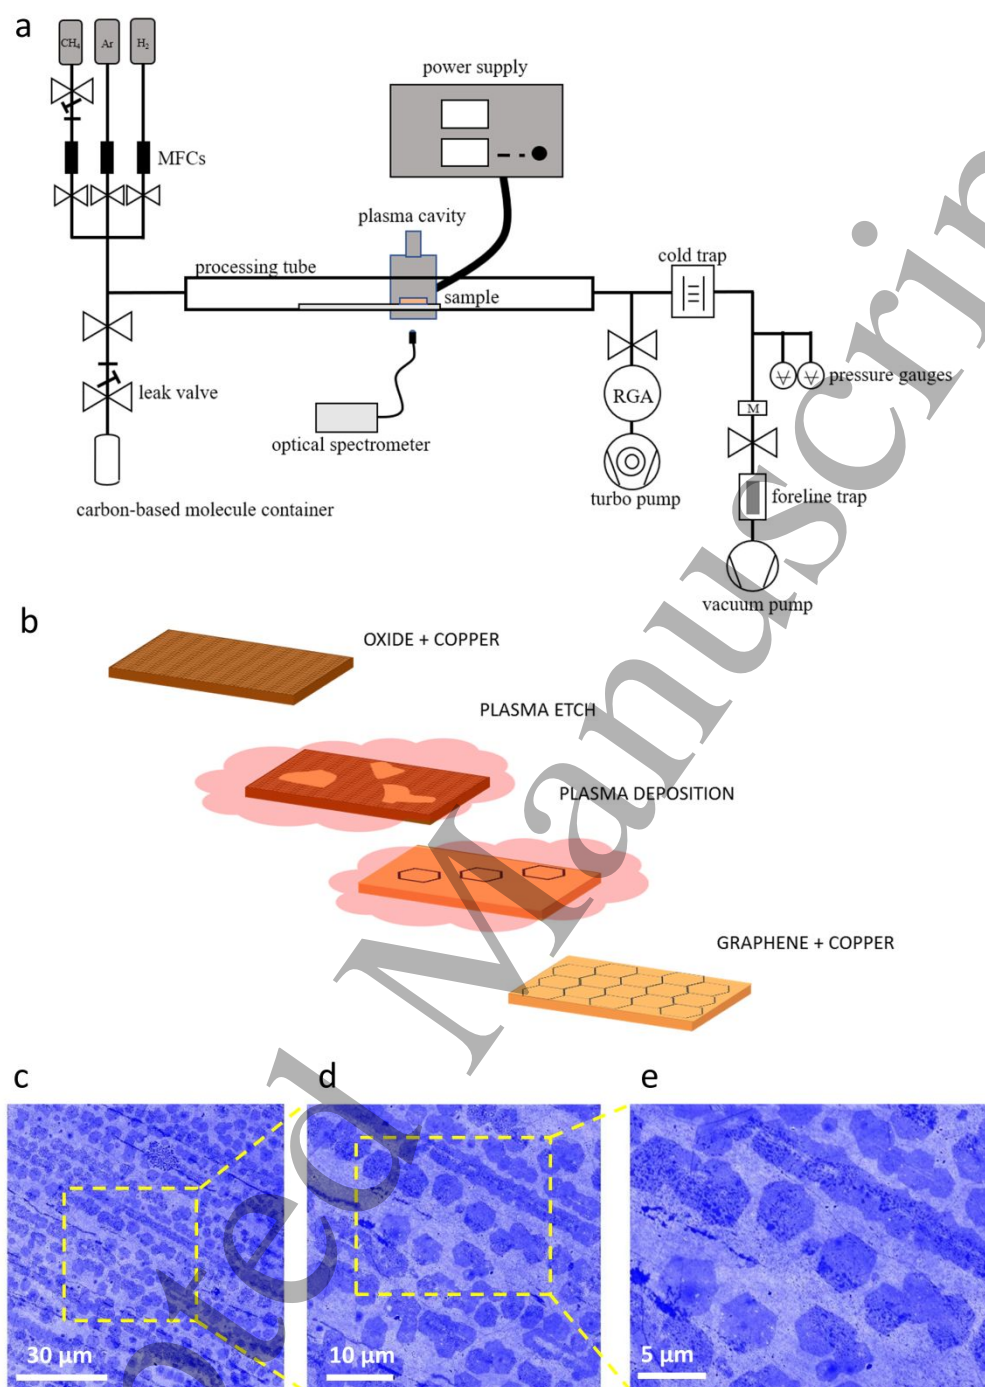 a
CH4
Ar
H2
MFCs
power supply
plasma cavity
processing tube
sample
cold trap
leak valve
optical spectrometer
carbon-based molecule container
RGA
turbo pump
pressure gauges
M
foreline trap
vacuum pump
b
OXIDE + COPPER
PLASMA ETCH
PLASMA DEPOSITION
GRAPHENE + COPPER
c
d
e
30 µm
10 µm
5 µm
ted Manuscrip